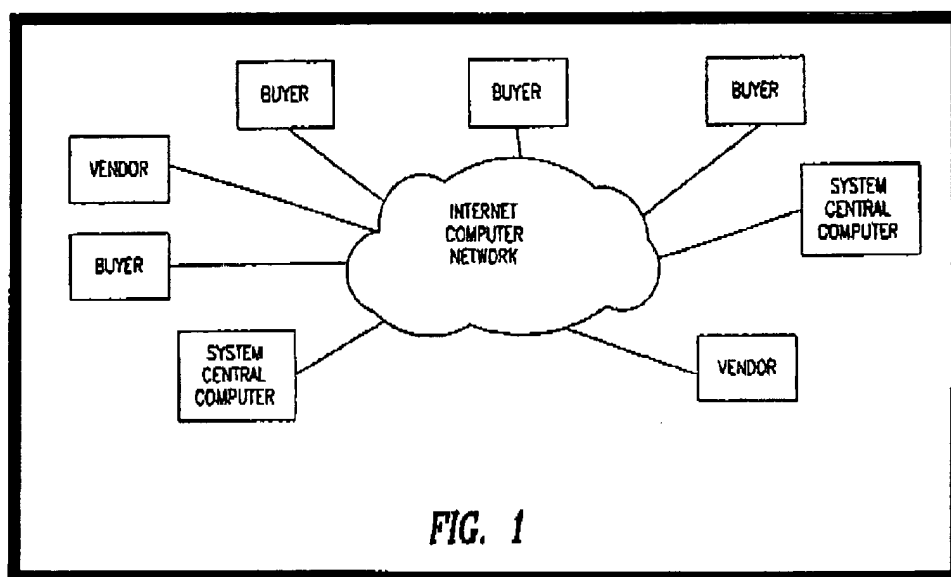 BUYER
BUYER
BUYER
VENDOR
INTERNET
COMPUTER
NETWORK
SYSTEM
CENTRAL
COMPUTER
BUYER
SYSTEM
CENTRAL
COMPUTER
VENDOR
FIG. 1